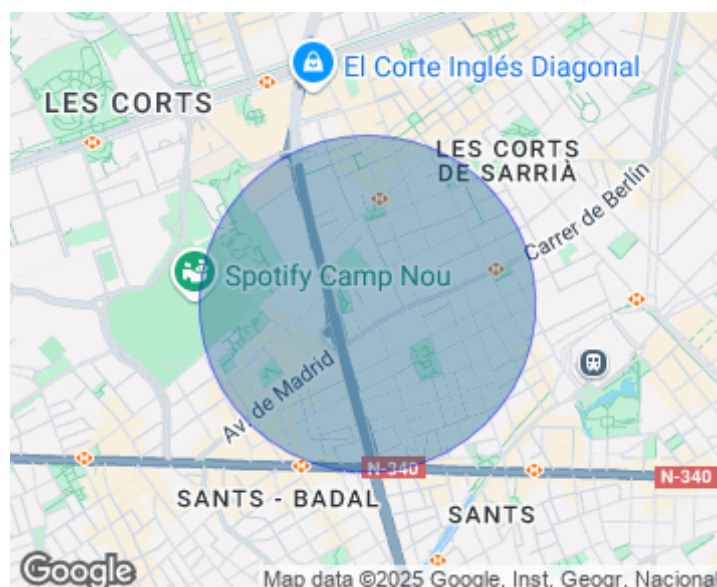 El Corte Inglés Diagonal
LES CORTS
LES CORTS
DE SARRIÀ
Carrer de Berlín
Spotify Camp Nou
Av. de Madrid
N-340
N-340
SANTS - BADAL
SANTS
Google
Map data ©2025 Google, Inst. Geogr. Nacional